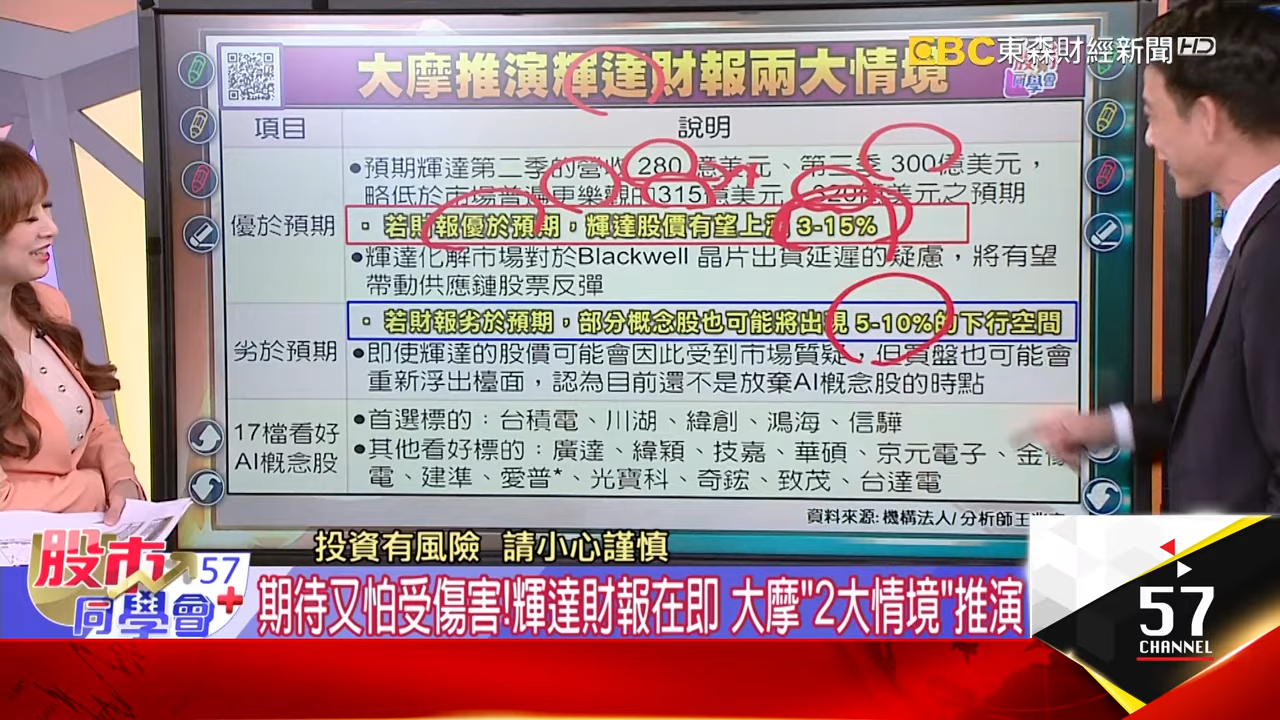 EBC 東森財經新聞 HD
大摩推演輝達財報兩大情境
股市
同學會
項目
說明
優於預期
●預期輝達第二季的營收 280 億美元、第三季 300億美元，
略低於市場普遍更樂觀的315億美元、320億美元之預期
▪ 若財報優於預期，輝達股價有望上漲 3-15%
●輝達化解市場對於Blackwell 晶片出貨延遲的疑慮，將有望
帶動供應鏈股票反彈
劣於預期
▪ 若財報劣於預期，部分概念股也可能將出現 5-10%的下行空間
●即使輝達的股價可能會因此受到市場質疑，但買盤也可能會
重新浮出檯面，認為目前還不是放棄AI概念股的時點
17檔看好
AI概念股
●首選標的：台積電、川湖、緯創、鴻海、信驊
●其他看好標的：廣達、緯穎、技嘉、華碩、京元電子、金像
電、建準、愛普*、光寶科、奇鋐、致茂、台達電
資料來源:機構法人/分析師王
投資有風險 請小心謹慎
股市57
同學會+
期待又怕受傷害!輝達財報在即 大摩"2大情境"推演
57
CHANNEL